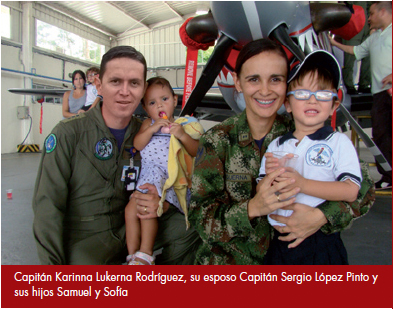 Capitán Karinna Lukerna Rodríguez, su esposo Capitán Sergio López Pinto y
sus hijos Samuel y Sofía